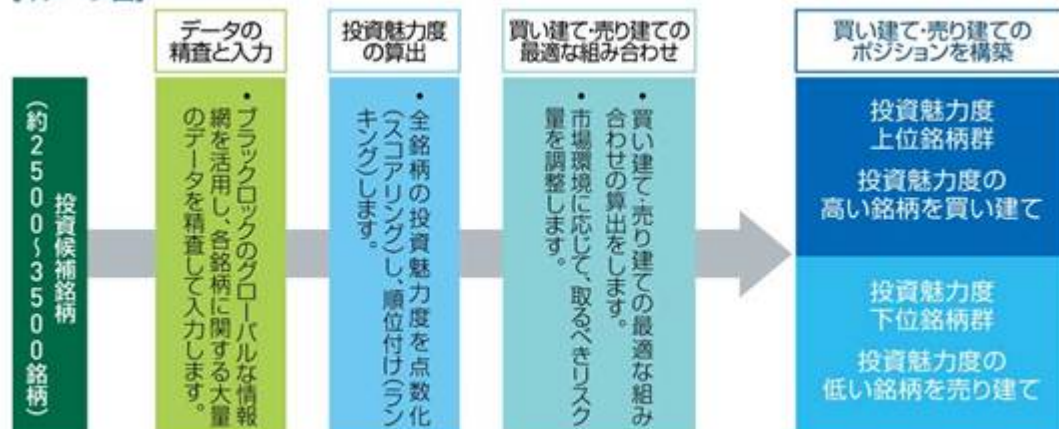 データの
精査と入力
投資魅力度
の算出
買い建て・売り建ての
最適な組み合わせ
買い建て・売り建ての
ポジションを構築
投資候補銘柄
(約2500〜3500銘柄)
• ブラックロックのグローバルな情報
網を活用し、各銘柄に関する大量
のデータを精査して入力します。
• 全銘柄の投資魅力度を点数化
(スコアリング)し、順位付け(ラン
キング)します。
• 買い建て・売り建ての最適な組み
合わせの算出をします。
• 市場環境に応じて、取るべきリスク
量を調整します。
投資魅力度
上位銘柄群
投資魅力度の
高い銘柄を買い建て
投資魅力度
下位銘柄群
投資魅力度の
低い銘柄を売り建て